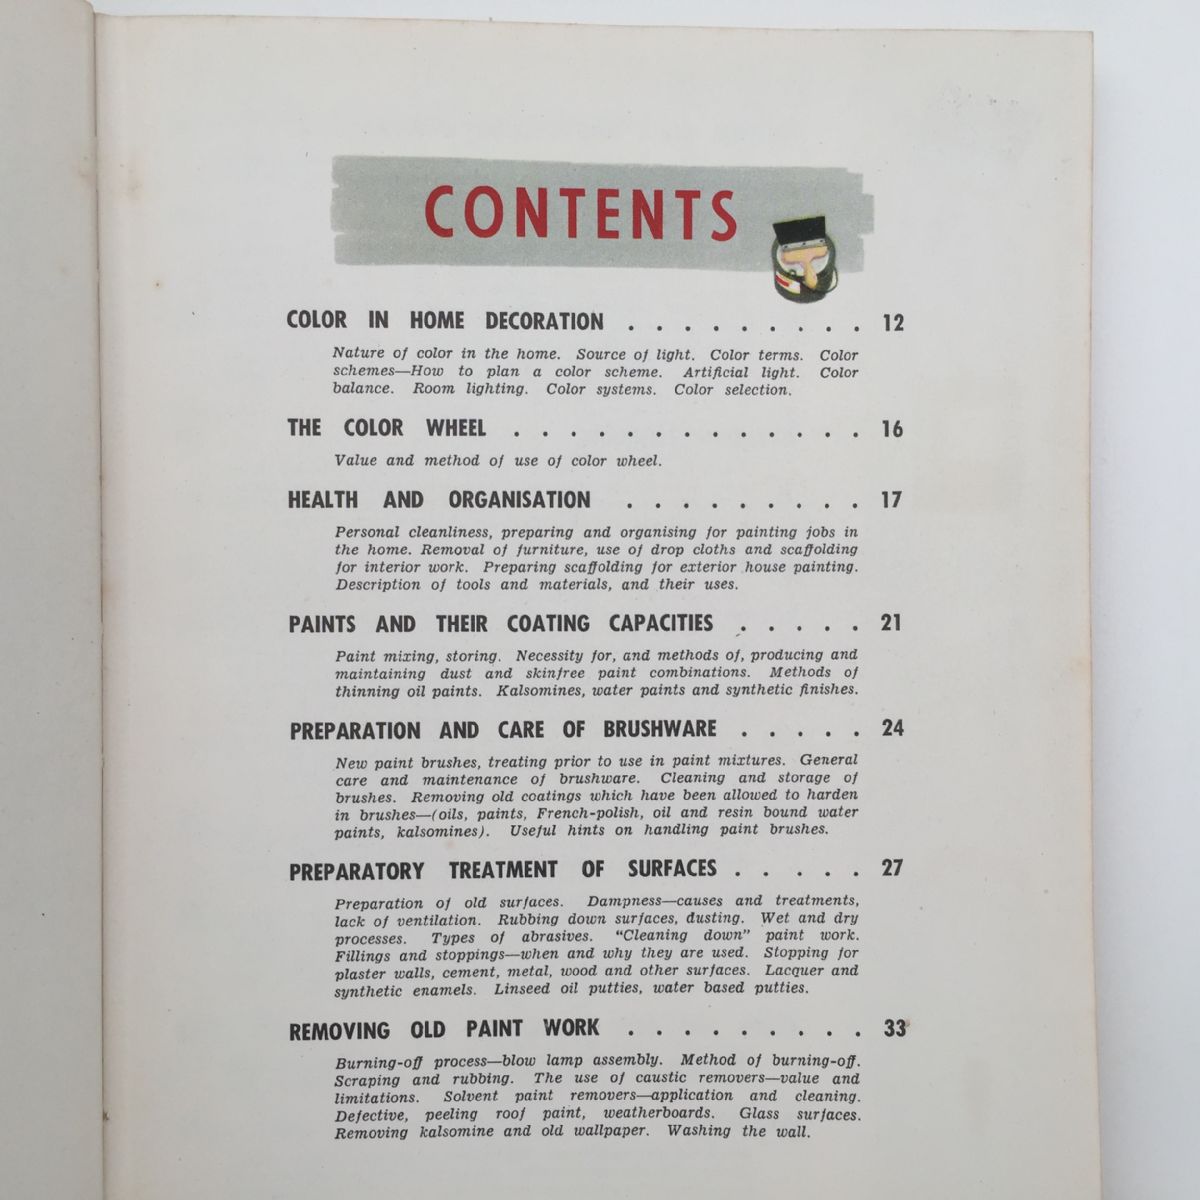 CONTENTS
COLOR IN HOME DECORATION . . . . . . . . . 12
Nature of color in the home. Source of light. Color terms. Color
schemes—How to plan a color scheme. Artificial light. Color
balance. Room lighting. Color systems. Color selection.
THE COLOR WHEEL . . . . . . . . . . . . . 16
Value and method of use of color wheel.
HEALTH AND ORGANISATION . . . . . . . . . 17
Personal cleanliness, preparing and organising for painting jobs in
the home. Removal of furniture, use of drop cloths and scaffolding
for interior work. Preparing scaffolding for exterior house painting.
Description of tools and materials, and their uses.
PAINTS AND THEIR COATING CAPACITIES . . . . . 21
Paint mixing, storing. Necessity for, and methods of, producing and
maintaining dust and skinfree paint combinations. Methods of
thinning oil paints. Kalsomines, water paints and synthetic finishes.
PREPARATION AND CARE OF BRUSHWARE . . . . . 24
New paint brushes, treating prior to use in paint mixtures. General
care and maintenance of brushware. Cleaning and storage of
brushes. Removing old coatings which have been allowed to harden
in brushes—(oils, paints, French-polish, oil and resin bound water
paints, kalsomines). Useful hints on handling paint brushes.
PREPARATORY TREATMENT OF SURFACES . . . . . 27
Preparation of old surfaces. Dampness—causes and treatments,
lack of ventilation. Rubbing down surfaces, dusting. Wet and dry
processes. Types of abrasives. “Cleaning down” paint work.
Fillings and stoppings—when and why they are used. Stopping for
plaster walls, cement, metal, wood and other surfaces. Lacquer and
synthetic enamels. Linseed oil putties, water based putties.
REMOVING OLD PAINT WORK . . . . . . . . . 33
Burning-off process—blow lamp assembly. Method of burning-off.
Scraping and rubbing. The use of caustic removers—value and
limitations. Solvent paint removers—application and cleaning.
Defective, peeling roof paint, weatherboards. Glass surfaces.
Removing kalsomine and old wallpaper. Washing the wall.